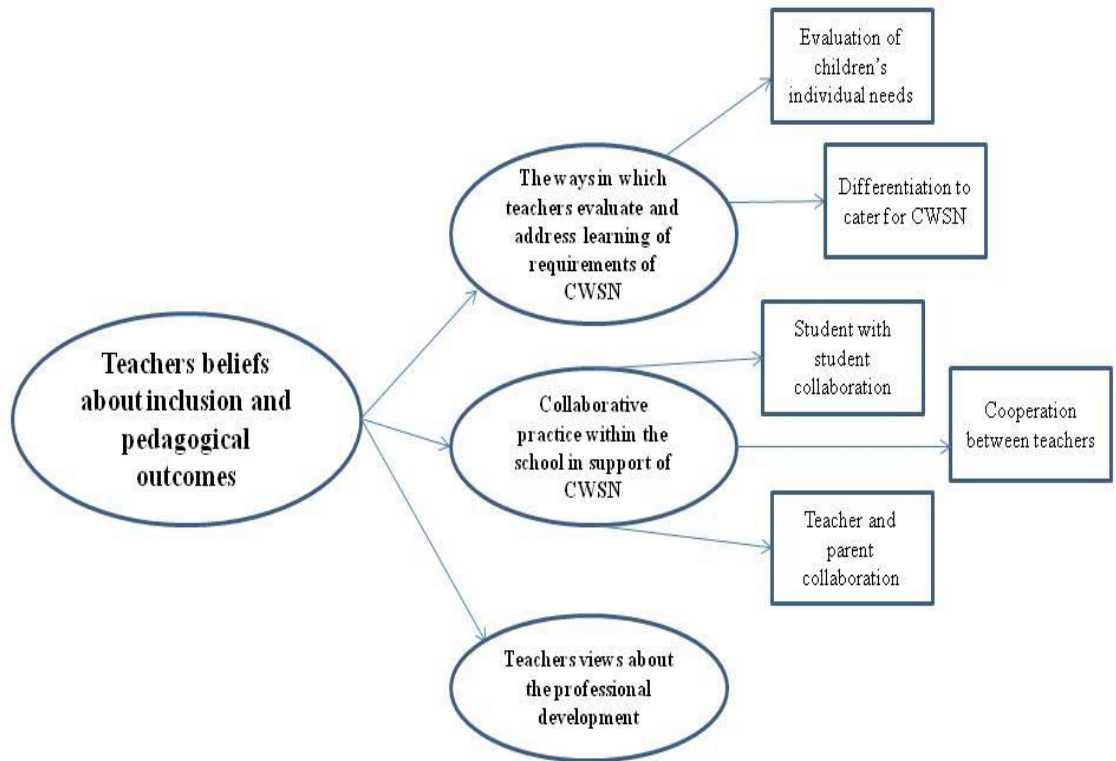 Teachers beliefs
about inclusion and
pedagogical
outcomes
The ways in which
teachers evaluate and
address learning of
requirements of
CWSN
Evaluation of
children's
individual needs
Differentiation to
cater for CWSN
Collaborative
practice within the
school in support of
CWSN
Student with
student
collaboration
Cooperation
between teachers
Teacher and
parent
collaboration
Teachers views about
the professional
development